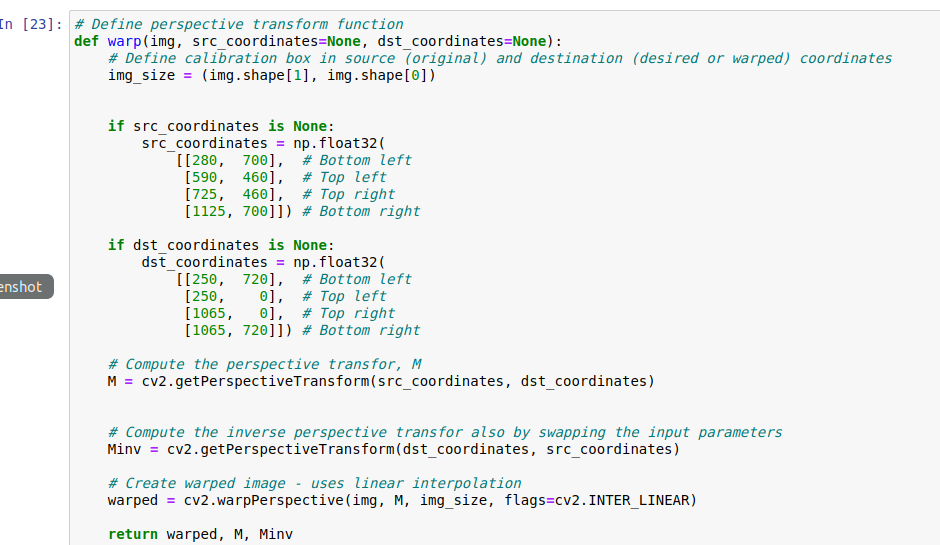 In [23]: # Define perspective transform function
def warp(img, src_coordinates=None, dst_coordinates=None):
    # Define calibration box in source (original) and destination (desired or warped) coordinates
    img_size = (img.shape[1], img.shape[0])
    if src_coordinates is None:
        src_coordinates = np.float32(
            [[280,  700],  # Bottom left
             [590,  460],  # Top left
             [725,  460],  # Top right
             [1125, 700]]) # Bottom right
    if dst_coordinates is None:
        dst_coordinates = np.float32(
            [[250,  720],  # Bottom left
enshot
             [250,    0],  # Top left
             [1065,   0],  # Top right
             [1065, 720]]) # Bottom right
    # Compute the perspective transfor, M
    M = cv2.getPerspectiveTransform(src_coordinates, dst_coordinates)
    # Compute the inverse perspective transfor also by swapping the input parameters
    Minv = cv2.getPerspectiveTransform(dst_coordinates, src_coordinates)
    # Create warped image - uses linear interpolation
    warped = cv2.warpPerspective(img, M, img_size, flags=cv2.INTER_LINEAR)
    return warped, M, Minv